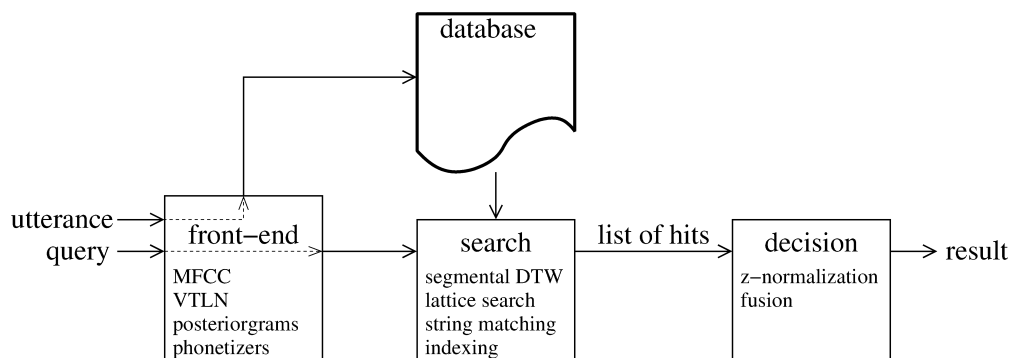 database
utterance
query
front−end
MFCC
VTLN
posteriorgrams
phonetizers
search
segmental DTW
lattice search
string matching
indexing
list of hits
decision
z−normalization
fusion
result